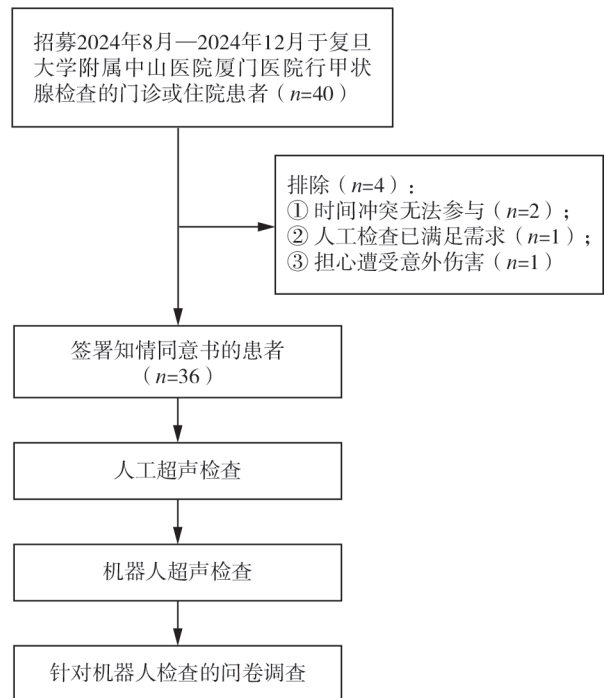 招募2024年8月—2024年12月于复旦
大学附属中山医院厦门医院行甲状
腺检查的门诊或住院患者（n=40）
排除（n=4）：
① 时间冲突无法参与（n=2）；
② 人工检查已满足需求（n=1）；
③ 担心遭受意外伤害（n=1）
签署知情同意书的患者
（n=36）
人工超声检查
机器人超声检查
针对机器人检查的问卷调查